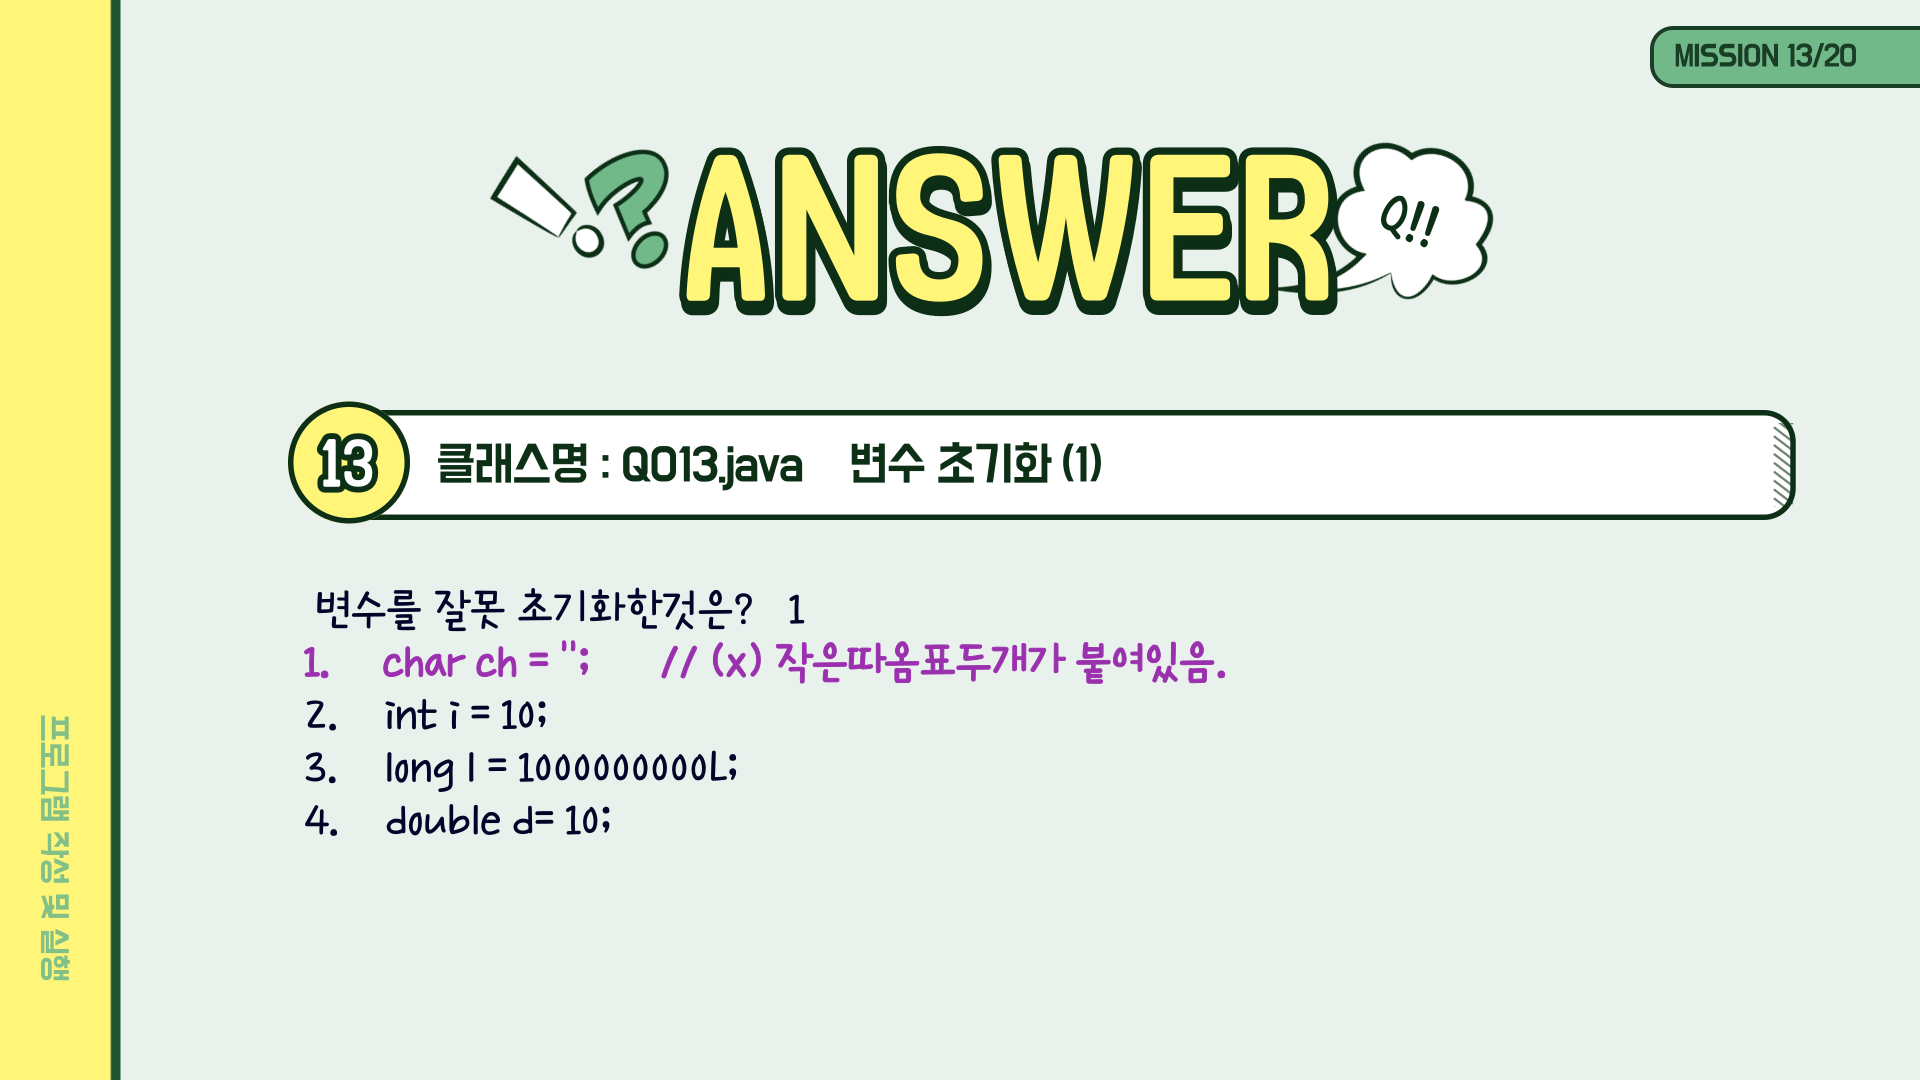 MISSION 13/20
ANSWER
Q!!
13
클래스명 : Q013.java 변수 초기화 (1)
변수를 잘못 초기화한것은? 1
1. char ch = ''; // (x) 작은따옴표두개가 붙여있음.
2. int i = 10;
3. long l = 1000000000L;
4. double d= 10;
프로그램 작성 및 실행